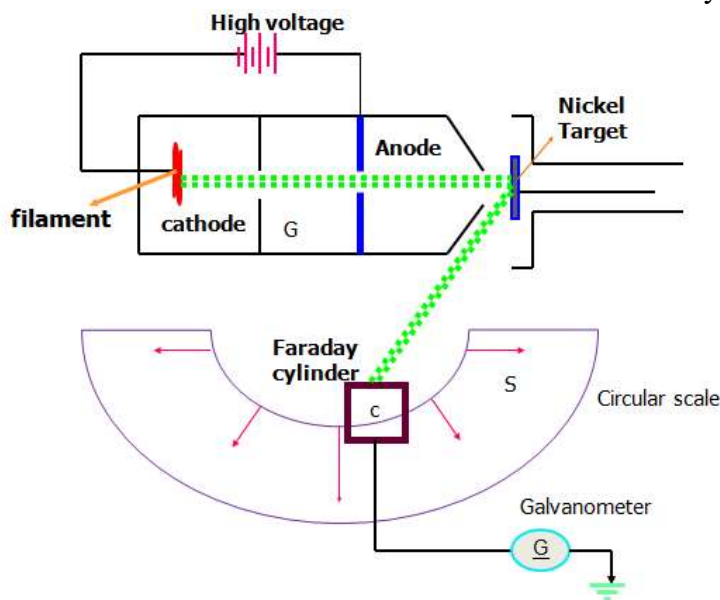 High voltage
Nickel
Target
Anode
filament
cathode
G
Faraday
cylinder
S
c
Circular scale
Galvanometer
G